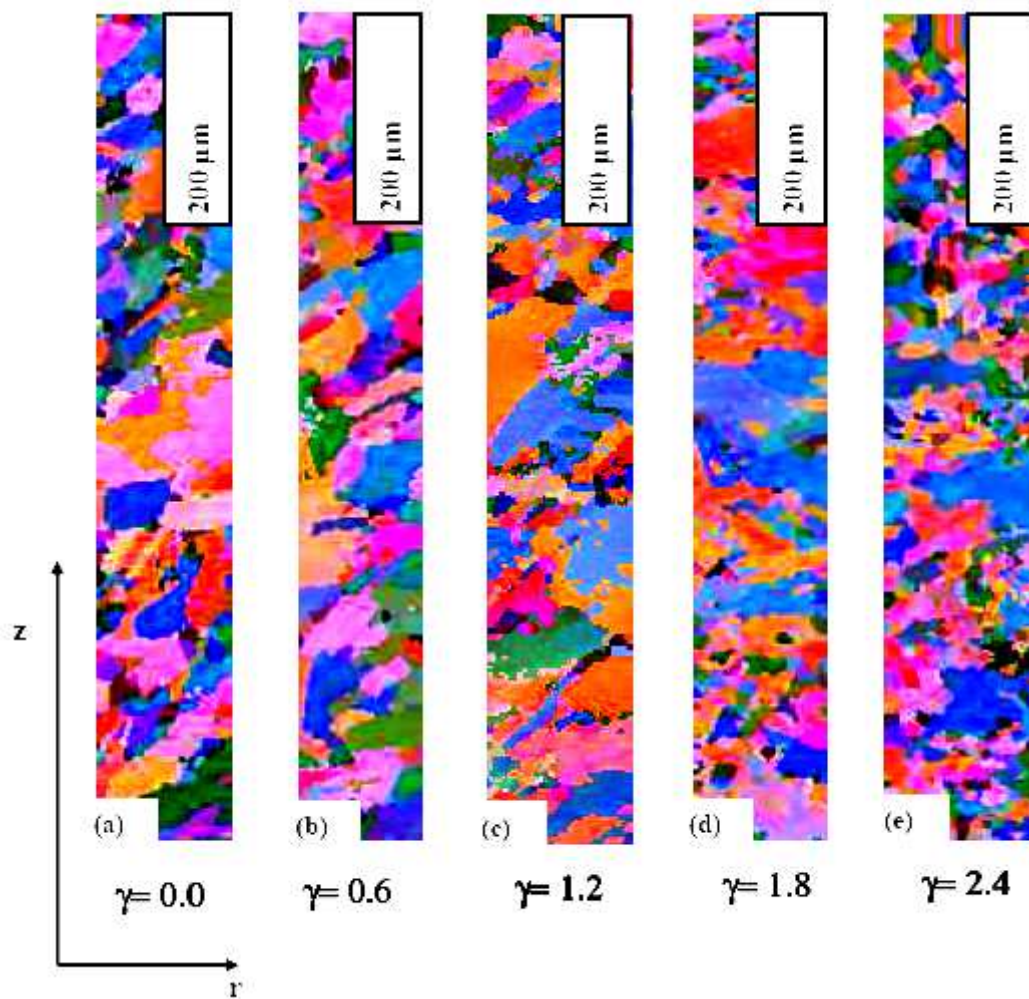 200 µm
200 µm
200 µm
200 µm
200 µm
z
(a)
(b)
(c)
(d)
(e)
γ= 0.0
γ= 0.6
γ= 1.2
γ= 1.8
γ= 2.4
r